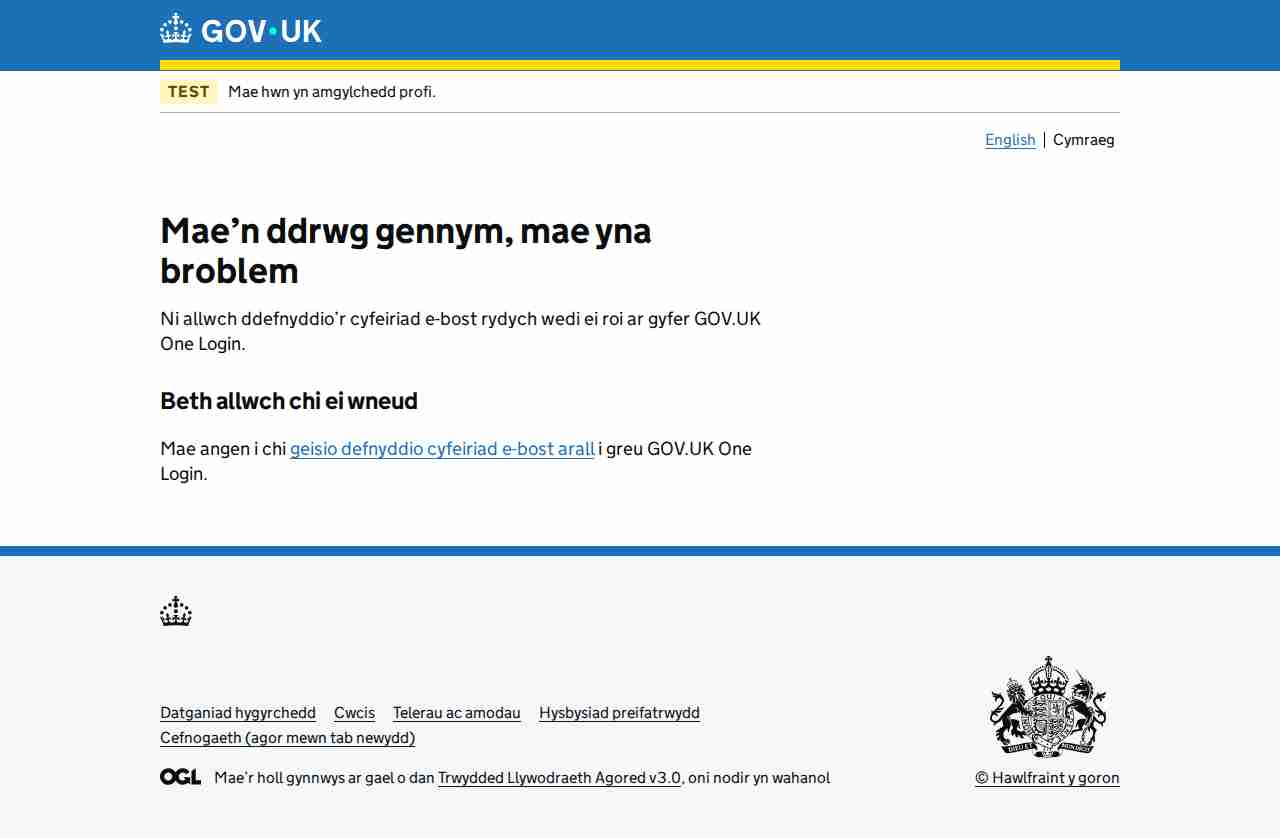 GOV·UK
TEST Mae hwn yn amgylchedd profi.
English Cymraeg
Mae’n ddrwg gennym, mae yna
broblem
Ni allwch ddefnyddio’r cyfeiriad e-bost rydych wedi ei roi ar gyfer GOV.UK
One Login.
Beth allwch chi ei wneud
Mae angen i chi geisio defnyddio cyfeiriad e-bost arall i greu GOV.UK One
Login.
Datganiad hygyrchedd Cwcis Telerau ac amodau Hysbysiad preifatrwydd
Cefnogaeth (agor mewn tab newydd)
OGL Mae’r holl gynnwys ar gael o dan Trwydded Llywodraeth Agored v3.0, oni nodir yn wahanol
© Hawlfraint y goron